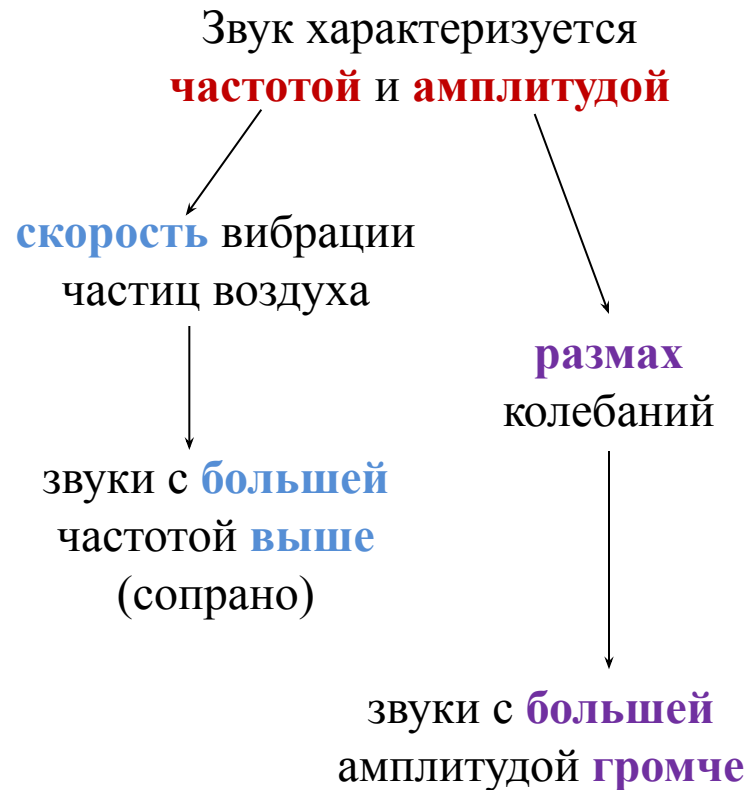 Звук характеризуется
частотой и амплитудой
скорость вибрации
частиц воздуха
звуки с большей
частотой выше
(сопрано)
размах
колебаний
звуки с большей
амплитудой громче